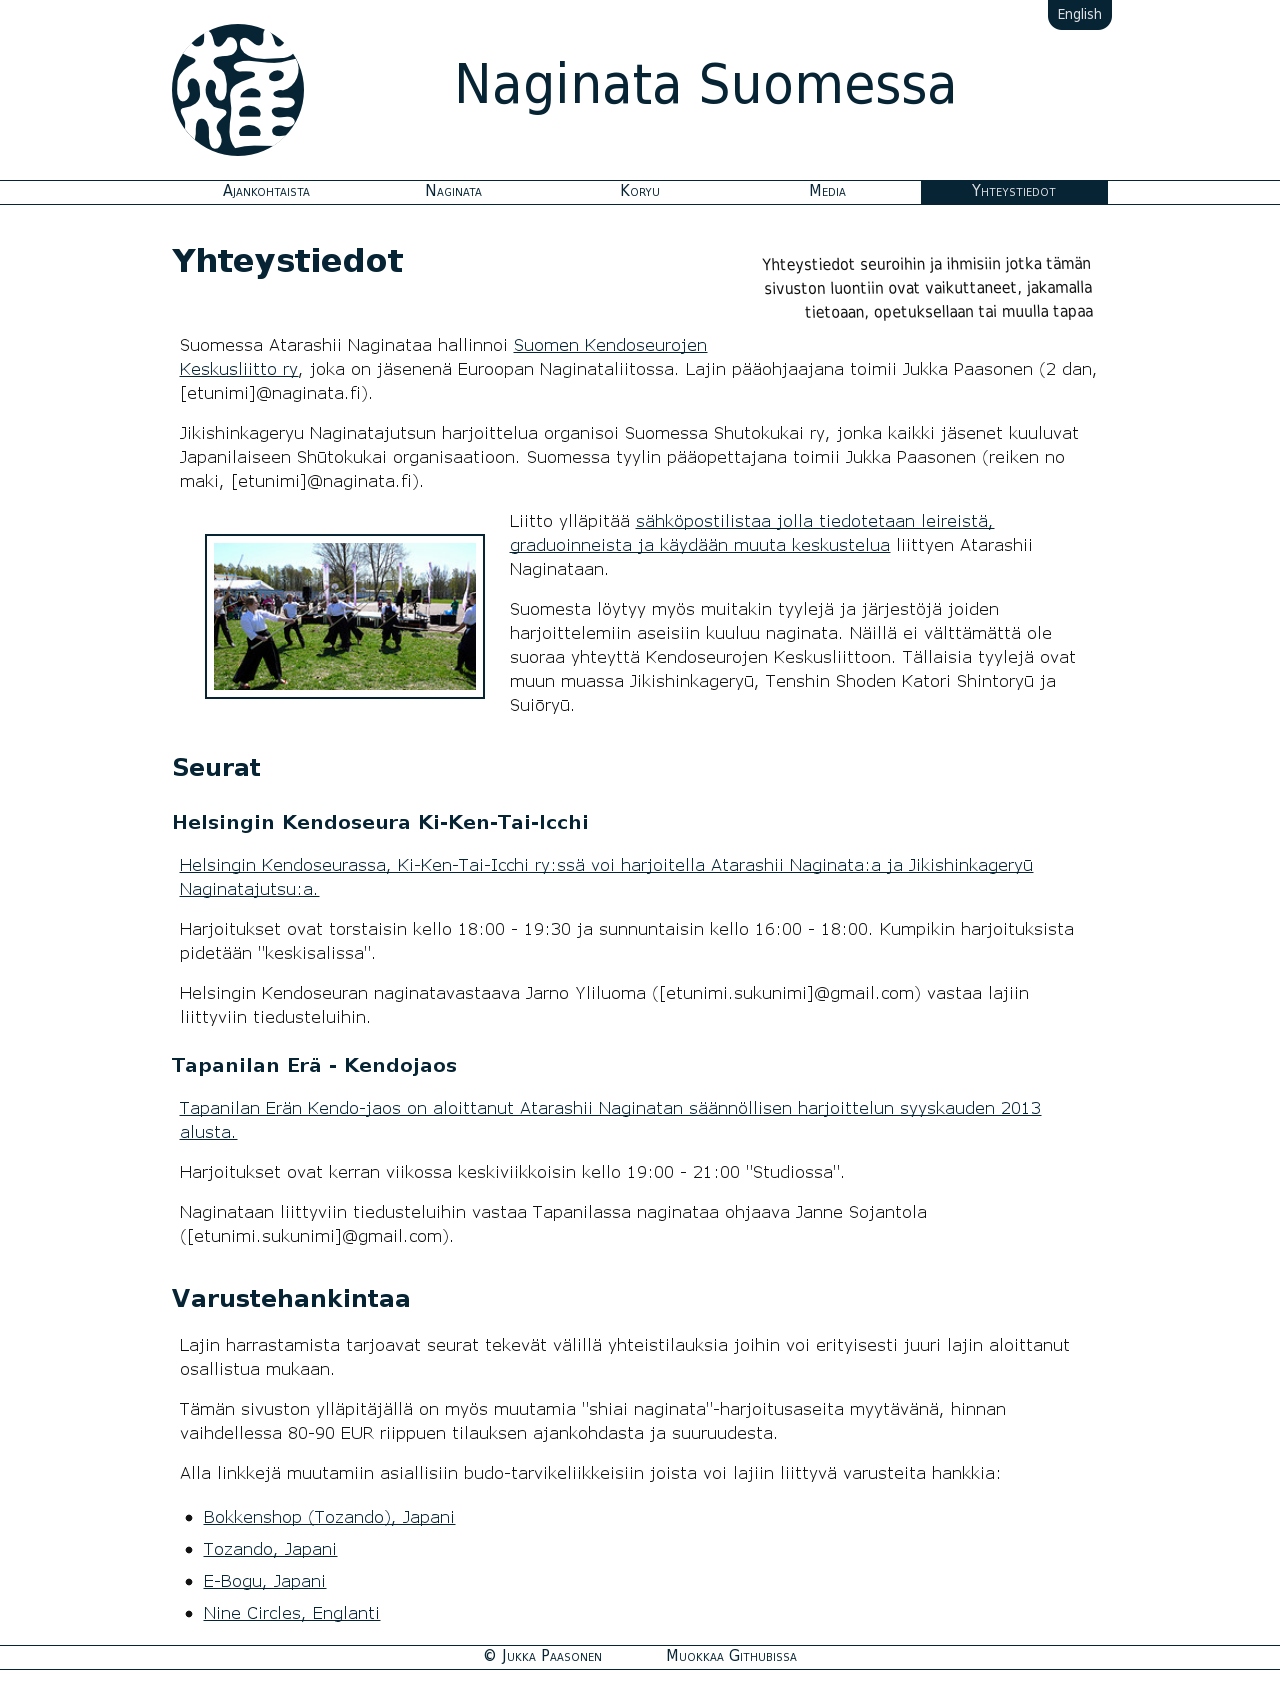 English
Naginata Suomessa
Ajankohtaista Naginata Koryu Media Yhteystiedot
Yhteystiedot
Yhteystiedot seuroihin ja ihmisiin jotka tämän
sivuston luontiin ovat vaikuttaneet, jakamalla
tietoaan, opetuksellaan tai muulla tapaa
Suomessa Atarashii Naginataa hallinnoi Suomen Kendoseurojen
Keskusliitto ry, joka on jäsenenä Euroopan Naginataliitossa. Lajin pääohjaajana toimii Jukka Paasonen (2 dan,
[etunimi]@naginata.fi).
Jikishinkageryu Naginatajutsun harjoittelua organisoi Suomessa Shutokukai ry, jonka kaikki jäsenet kuuluvat
Japanilaiseen Shūtokukai organisaatioon. Suomessa tyylin pääopettajana toimii Jukka Paasonen (reiken no
maki, [etunimi]@naginata.fi).
Liitto ylläpitää sähköpostilistaa jolla tiedotetaan leireistä,
graduoinneista ja käydään muuta keskustelua liittyen Atarashii
Naginataan.
Suomesta löytyy myös muitakin tyylejä ja järjestöjä joiden
harjoittelemiin aseisiin kuuluu naginata. Näillä ei välttämättä ole
suoraa yhteyttä Kendoseurojen Keskusliittoon. Tällaisia tyylejä ovat
muun muassa Jikishinkageryū, Tenshin Shoden Katori Shintoryū ja
Suiōryū.
Seurat
Helsingin Kendoseura Ki-Ken-Tai-Icchi
Helsingin Kendoseurassa, Ki-Ken-Tai-Icchi ry:ssä voi harjoitella Atarashii Naginata:a ja Jikishinkageryū
Naginatajutsu:a.
Harjoitukset ovat torstaisin kello 18:00 - 19:30 ja sunnuntaisin kello 16:00 - 18:00. Kumpikin harjoituksista
pidetään "keskisalissa".
Helsingin Kendoseuran naginatavastaava Jarno Yliluoma ([etunimi.sukunimi]@gmail.com) vastaa lajiin
liittyviin tiedusteluihin.
Tapanilan Erä - Kendojaos
Tapanilan Erän Kendo-jaos on aloittanut Atarashii Naginatan säännöllisen harjoittelun syyskauden 2013
alusta.
Harjoitukset ovat kerran viikossa keskiviikkoisin kello 19:00 - 21:00 "Studiossa".
Naginataan liittyviin tiedusteluihin vastaa Tapanilassa naginataa ohjaava Janne Sojantola
([etunimi.sukunimi]@gmail.com).
Varustehankintaa
Lajin harrastamista tarjoavat seurat tekevät välillä yhteistilauksia joihin voi erityisesti juuri lajin aloittanut
osallistua mukaan.
Tämän sivuston ylläpitäjällä on myös muutamia "shiai naginata"-harjoitusaseita myytävänä, hinnan
vaihdellessa 80-90 EUR riippuen tilauksen ajankohdasta ja suuruudesta.
Alla linkkejä muutamiin asiallisiin budo-tarvikeliikkeisiin joista voi lajiin liittyvä varusteita hankkia:
• Bokkenshop (Tozando), Japani
• Tozando, Japani
• E-Bogu, Japani
• Nine Circles, Englanti
© Jukka Paasonen Muokkaa Githubissa